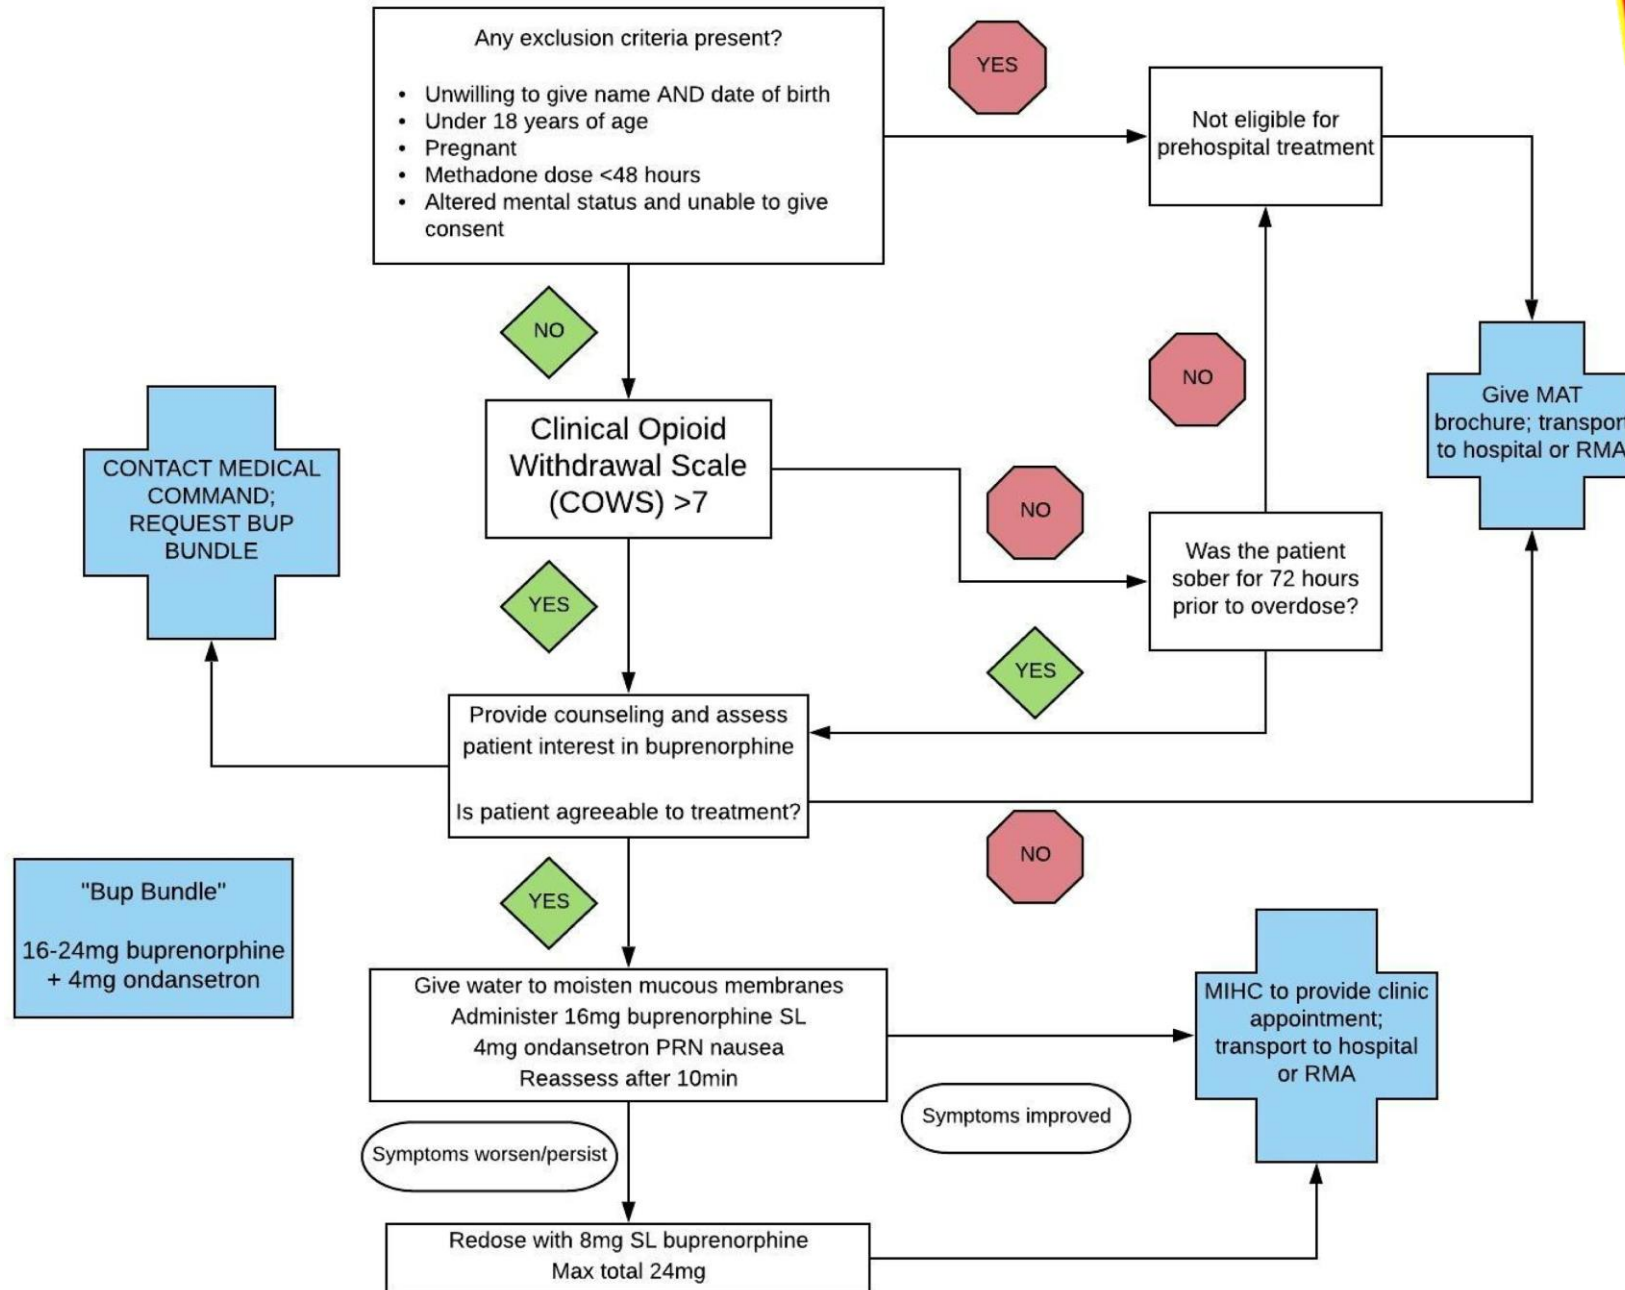 Any exclusion criteria present?
• Unwilling to give name AND date of birth
• Under 18 years of age
• Pregnant
• Methadone dose <48 hours
• Altered mental status and unable to give
consent
YES
Not eligible for
prehospital treatment
NO
NO
Give MAT
brochure; transport
to hospital or RMA
Clinical Opioid
Withdrawal Scale
(COWS) >7
CONTACT MEDICAL
COMMAND;
REQUEST BUP
BUNDLE
NO
Was the patient
sober for 72 hours
prior to overdose?
YES
YES
Provide counseling and assess
patient interest in buprenorphine
Is patient agreeable to treatment?
NO
YES
"Bup Bundle"
16-24mg buprenorphine
+ 4mg ondansetron
Give water to moisten mucous membranes
Administer 16mg buprenorphine SL
4mg ondansetron PRN nausea
Reassess after 10min
MIHC to provide clinic
appointment;
transport to hospital
or RMA
Symptoms improved
Symptoms worsen/persist
Redose with 8mg SL buprenorphine
Max total 24mg